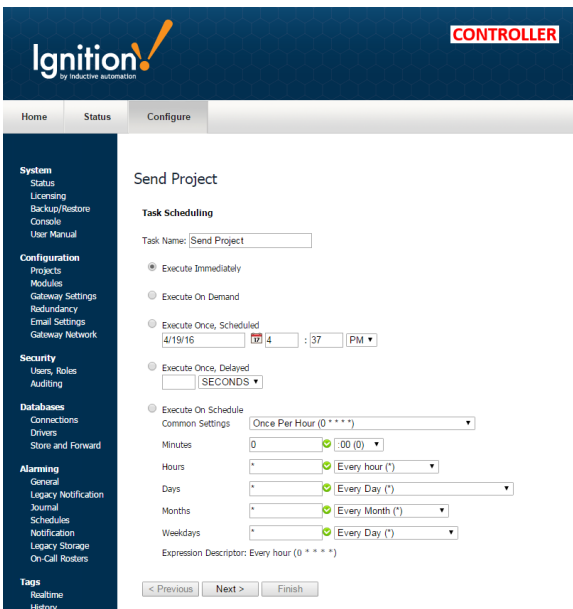 Ignition!
by inductive automation
CONTROLLER
Home Status Configure
System
Status
Licensing
Backup/Restore
Console
User Manual
Configuration
Projects
Modules
Gateway Settings
Redundancy
Email Settings
Gateway Network
Security
Users, Roles
Auditing
Databases
Connections
Drivers
Store and Forward
Alarming
General
Legacy Notification
Journal
Schedules
Notification
Legacy Storage
On-Call Rosters
Tags
Realtime
History
Send Project
Task Scheduling
Task Name: Send Project
Execute Immediately
Execute On Demand
Execute Once, Scheduled
4/19/16 17 4 : 37 PM
Execute Once, Delayed
SECONDS
Execute On Schedule
Common Settings Once Per Hour (0 * * * *)
Minutes 0 :00 (0)
Hours * Every hour (*)
Days * Every Day (*)
Months * Every Month (*)
Weekdays * Every Day (*)
Expression Descriptor: Every hour (0 * * * *)
< Previous Next > Finish